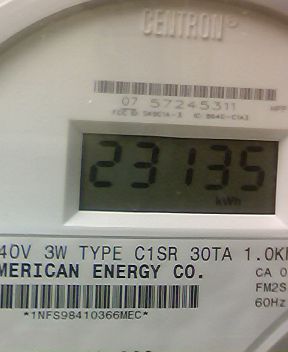 CENTRON®
07 57245311
23135
kWh
40V 3W TYPE C1SR 30TA 1.0K
MERICAN ENERGY CO.
CA 0
FM2S
60Hz
*1NFS98410366MEC*